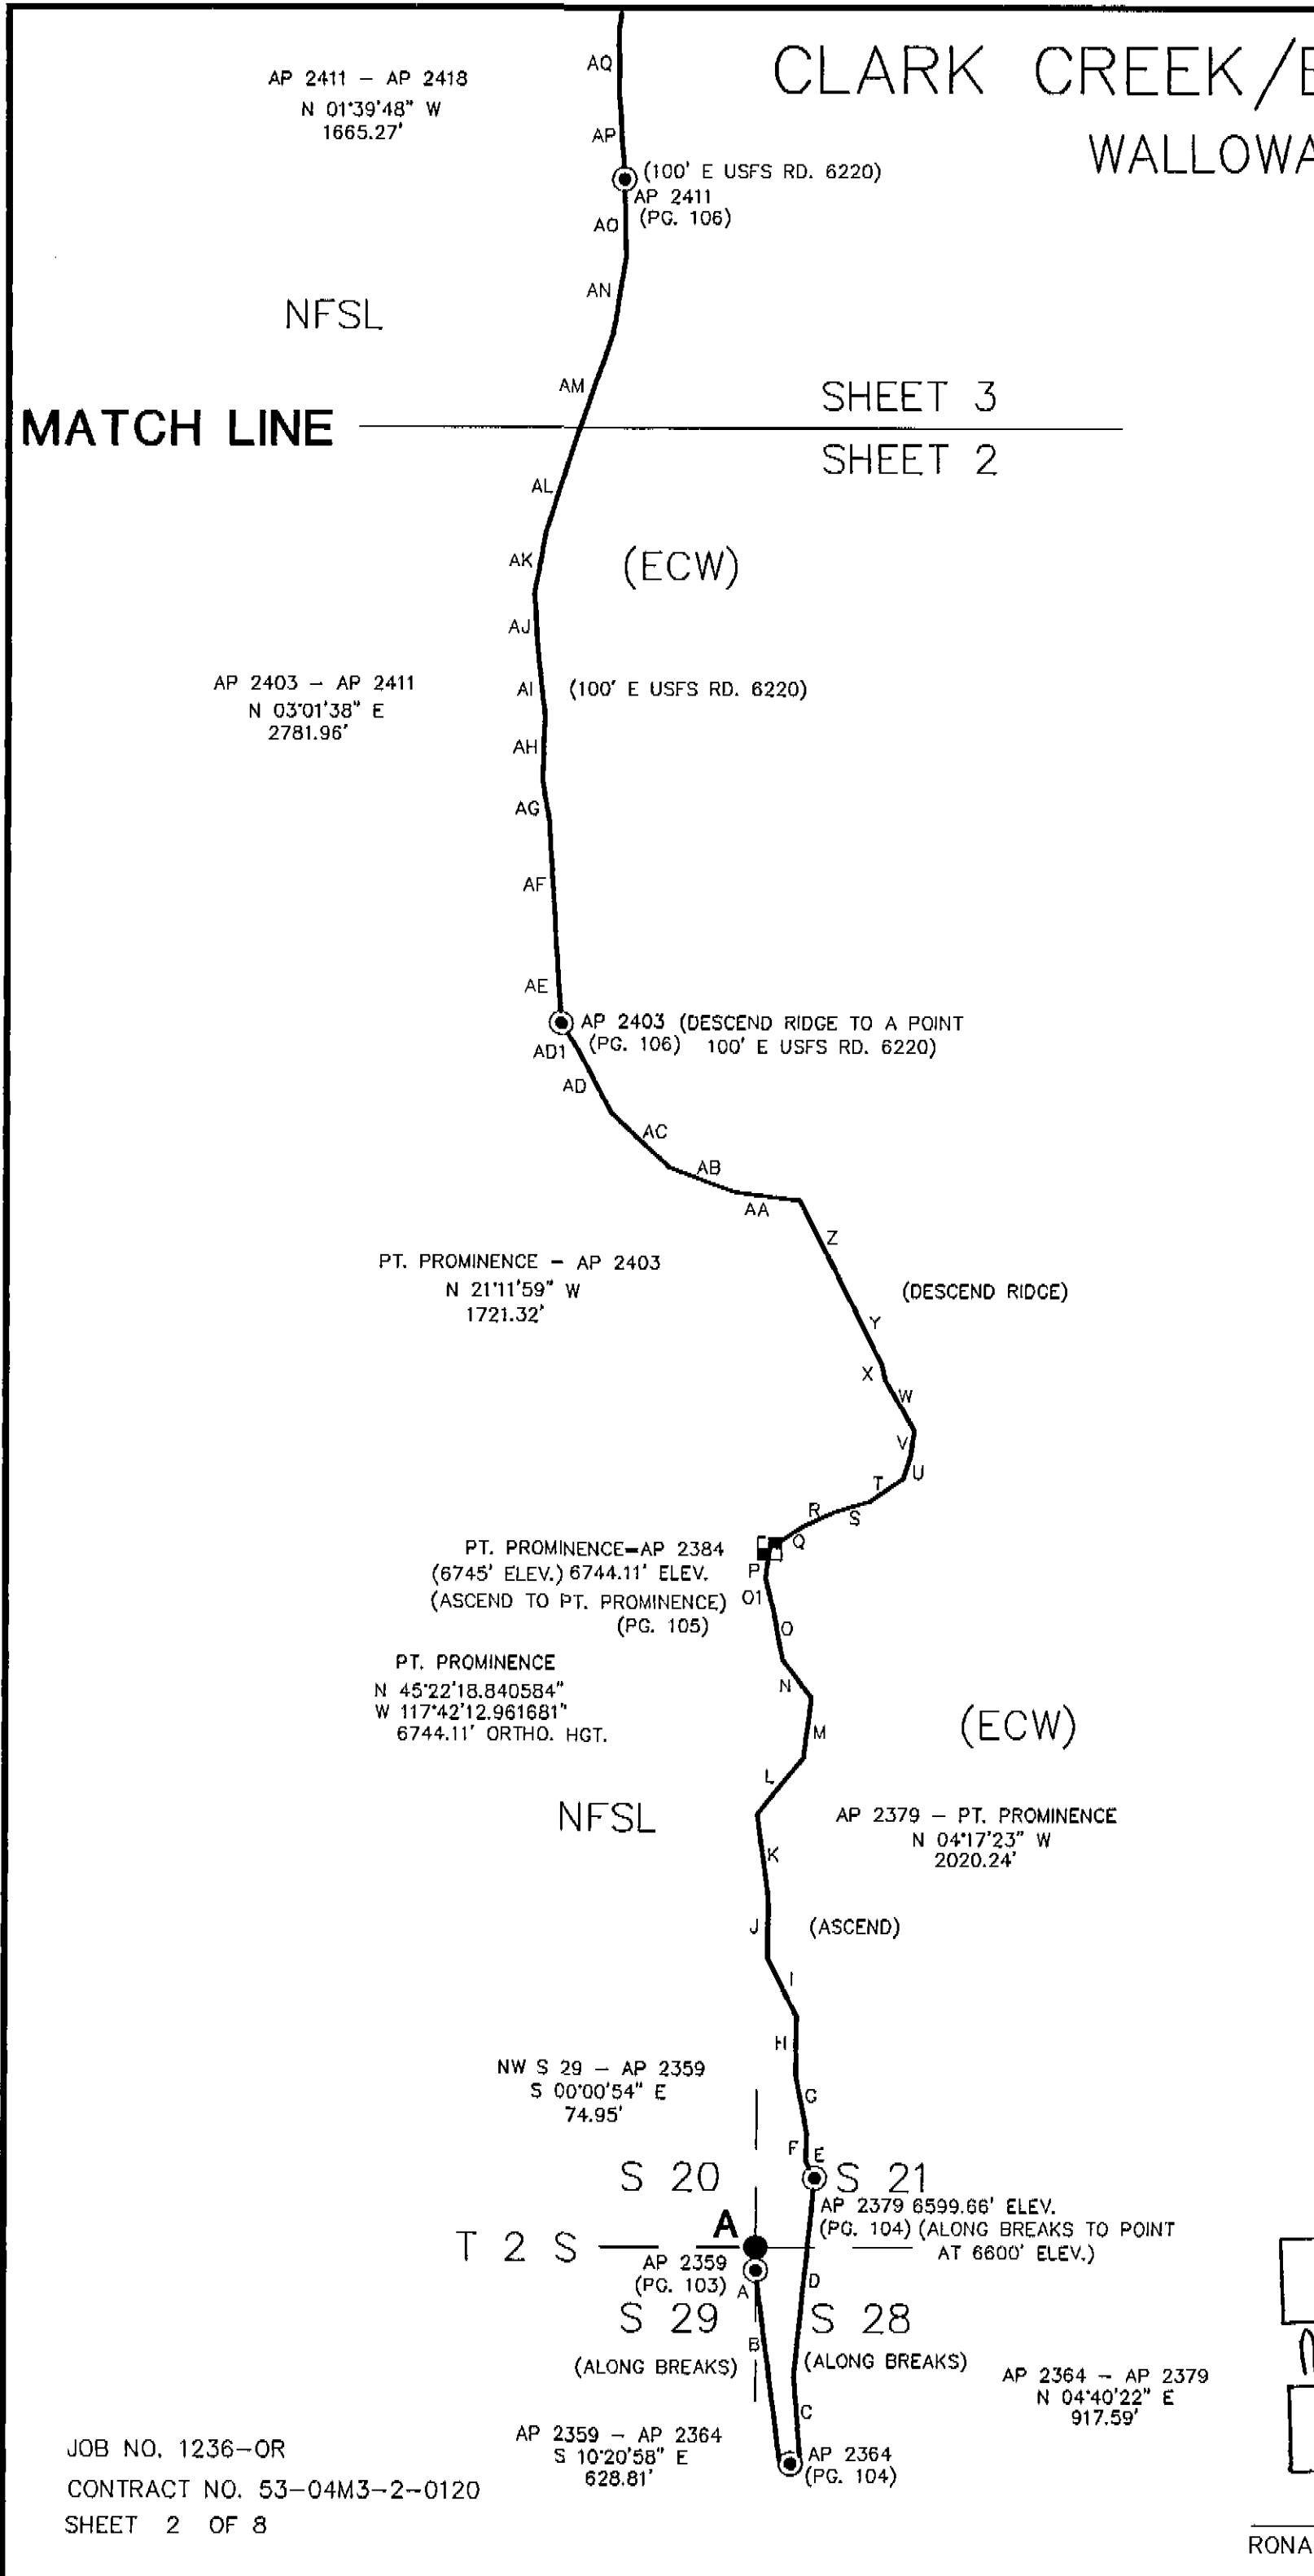 CLARK CREEK/
AQ
AP 2411 – AP 2418
N 01°39'48" W
1665.27'
AP
(100' E USFS RD. 6220)
AP 2411
(PG. 106)
AO
AN
NFSL
AM
SHEET 3
MATCH LINE
SHEET 2
AL
AK
(ECW)
AJ
AP 2403 – AP 2411
N 03°01'38" E
2781.96'
AI
(100' E USFS RD. 6220)
AH
AG
AF
AE
AP 2403 (DESCEND RIDGE TO A POINT
(PG. 106) 100' E USFS RD. 6220)
AD1
AD
AC
AB
AA
Z
PT. PROMINENCE – AP 2403
N 21°11'59" W
1721.32'
(DESCEND RIDGE)
Y
X
W
V
U
T
S
R
Q
PT. PROMINENCE–AP 2384
(6745' ELEV.) 6744.11' ELEV.
(ASCEND TO PT. PROMINENCE)
(PG. 105)
P
O1
O
PT. PROMINENCE
N 45°22'18.840584"
W 117°42'12.961681"
6744.11' ORTHO. HGT.
N
M
(ECW)
L
NFSL
AP 2379 – PT. PROMINENCE
N 04°17'23" W
2020.24'
K
J
(ASCEND)
I
H
NW S 29 – AP 2359
S 00°00'54" E
74.95'
G
F
E
S 20
S 21
AP 2379 6599.66' ELEV.
(PG. 104) (ALONG BREAKS TO POINT
AT 6600' ELEV.)
A
T 2 S
AP 2359
(PG. 103)
A
D
S 29
S 28
B
(ALONG BREAKS)
(ALONG BREAKS)
AP 2364 – AP 2379
N 04°40'22" E
917.59'
C
AP 2359 – AP 2364
S 10°20'58" E
628.81'
AP 2364
(PG. 104)
JOB NO. 1236–OR
CONTRACT NO. 53–04M3–2–0120
SHEET 2 OF 8